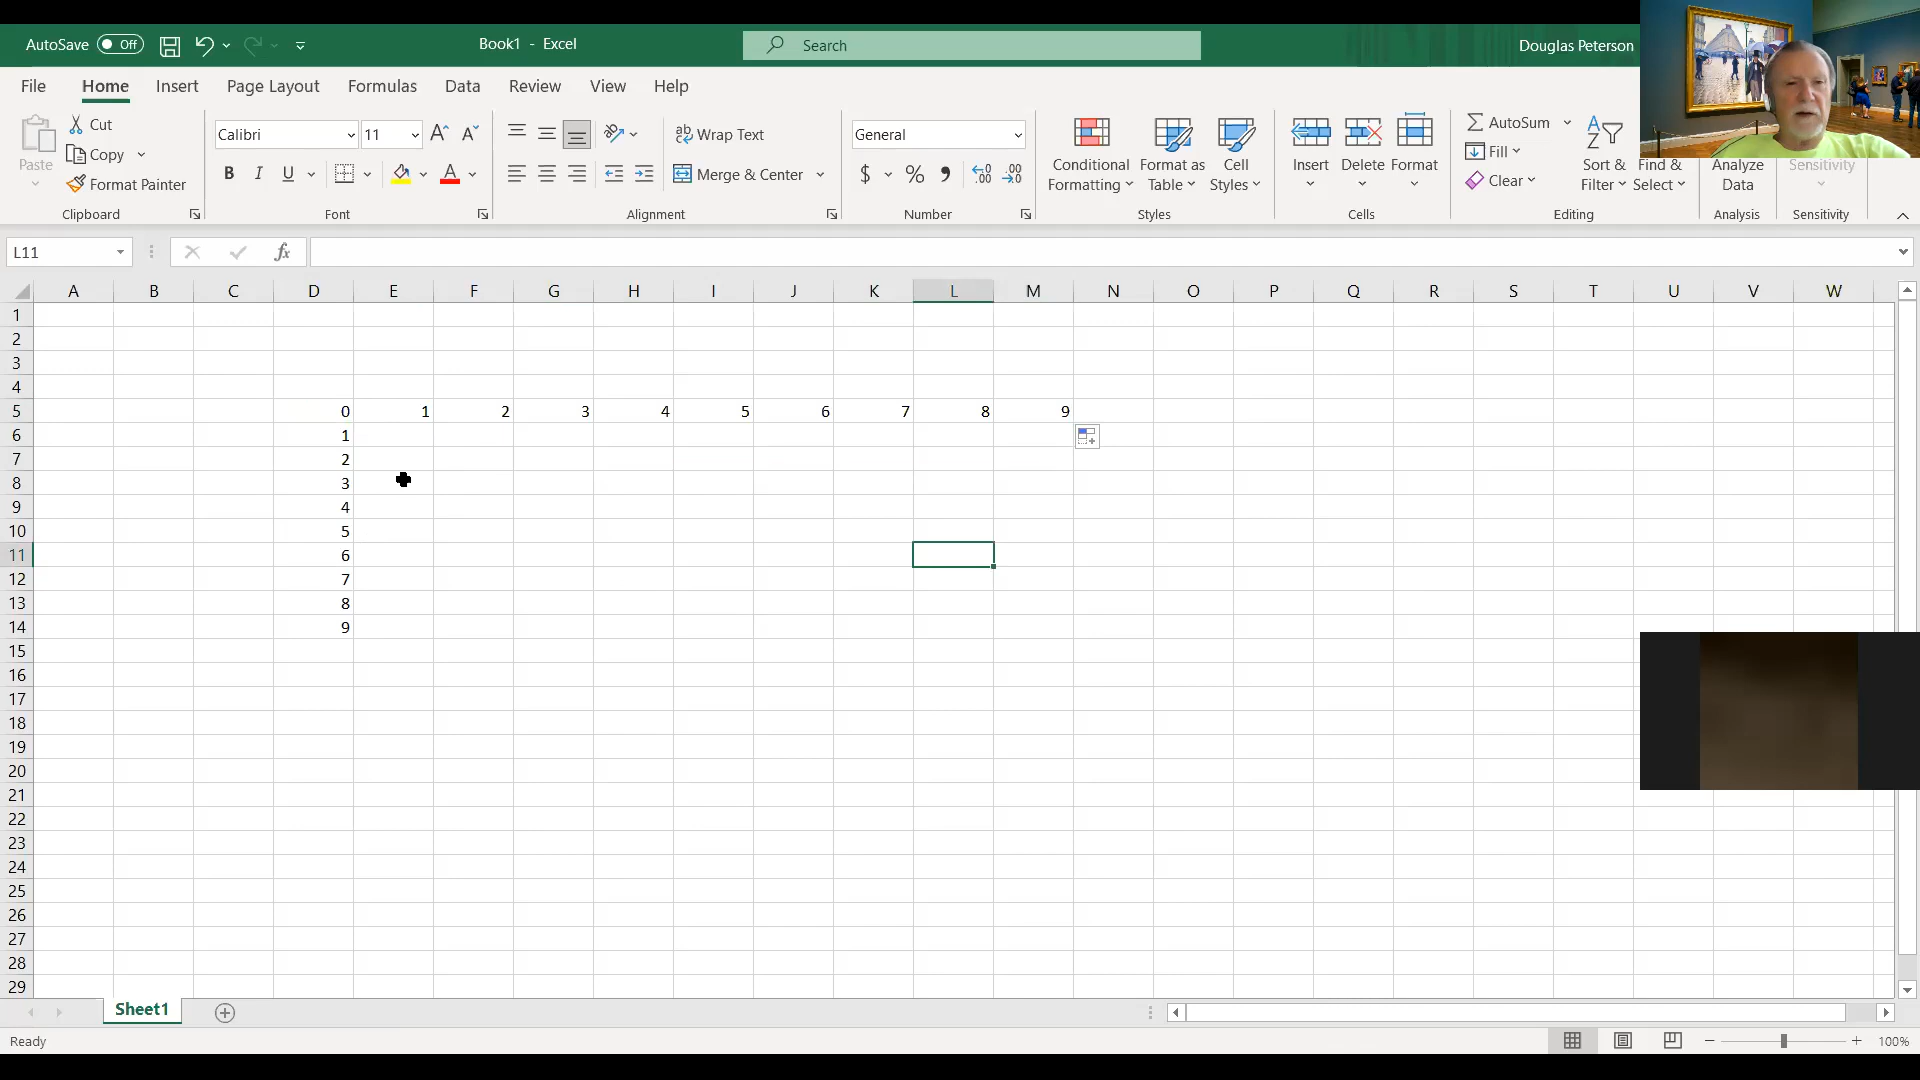 AutoSave Off Book1 - Excel Search Douglas Peterson
File Home Insert Page Layout Formulas Data Review View Help
Paste Cut Copy Format Painter
Clipboard
Calibri 11
B I U A
Font
Wrap Text
Merge & Center
Alignment
General
$ % ,
Number
Conditional Formatting
Format as Table
Cell Styles
Styles
Insert Delete Format
Cells
AutoSum
Fill
Clear
Sort & Filter
Find & Select
Editing
Analyze Data
Analysis
Sensitivity
Sensitivity
L11 fx
A B C D E F G H I J K L M N O P Q R S T U V W
1
2
3
4
5 0 1 2 3 4 5 6 7 8 9
6 1
7 2
8 3
9 4
10 5
11 6
12 7
13 8
14 9
15
16
17
18
19
20
21
22
23
24
25
26
27
28
29
Sheet1
Ready 100%